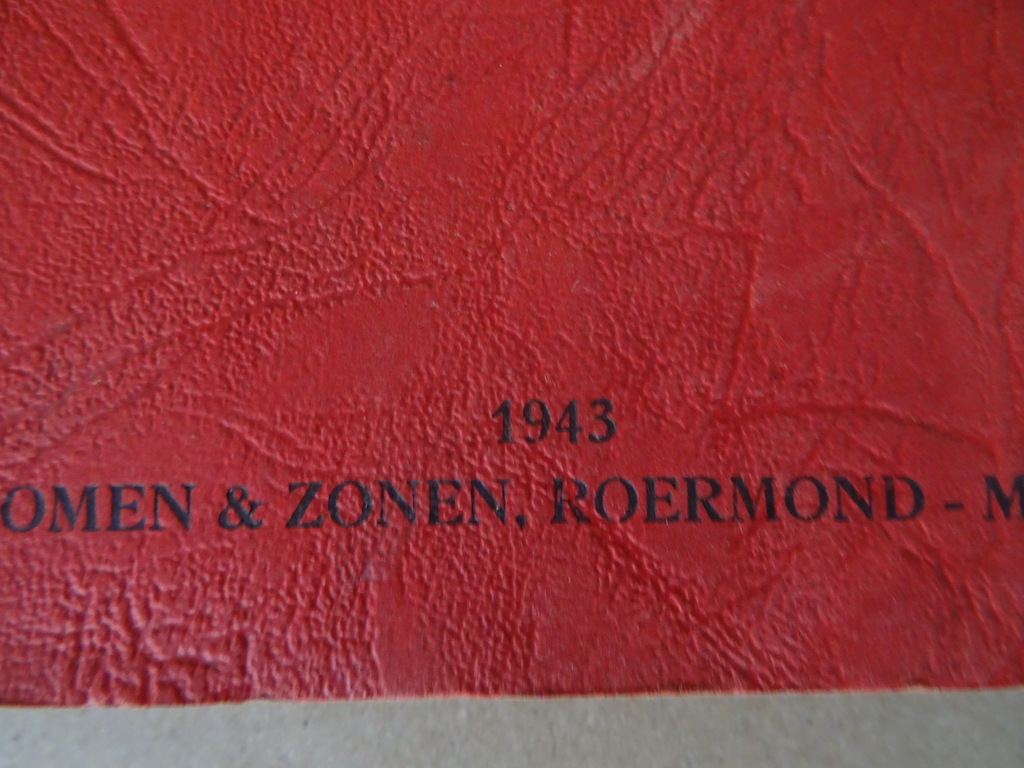 1943
OMEN & ZONEN, ROERMOND - M